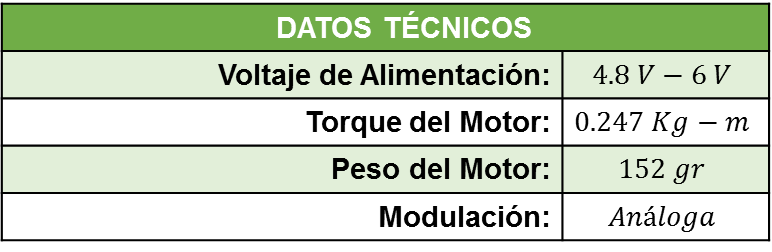 DATOS TÉCNICOS
Voltaje de Alimentación: 4.8 V − 6 V
Torque del Motor: 0.247 Kg − m
Peso del Motor: 152 gr
Modulación: Análoga